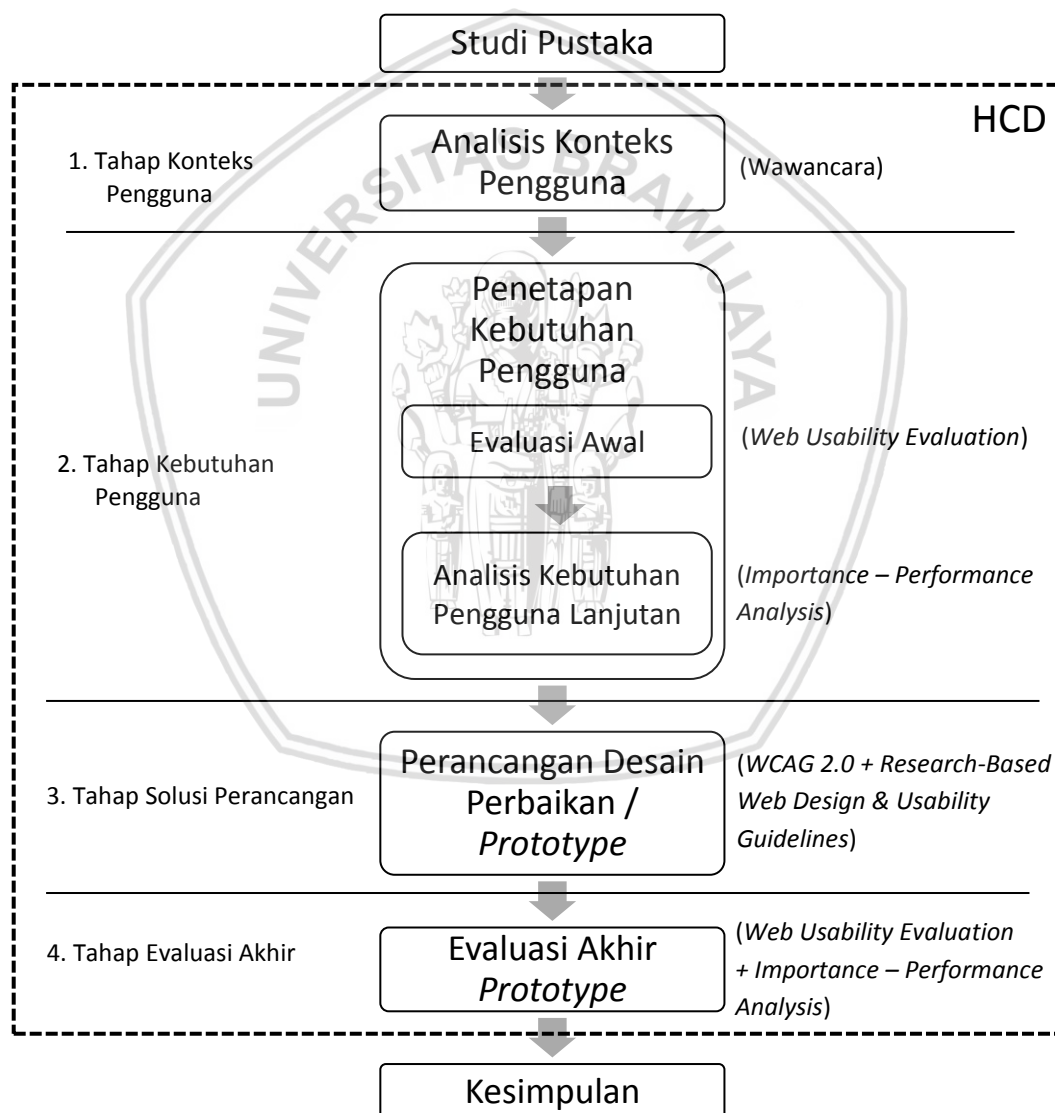 Studi Pustaka
HCD
1. Tahap Konteks
Pengguna
Analisis Konteks
Pengguna
(Wawancara)
UNIVERSITAS BRAWIJAYA
2. Tahap Kebutuhan
Pengguna
Penetapan
Kebutuhan
Pengguna
Evaluasi Awal
(Web Usability Evaluation)
Analisis Kebutuhan
Pengguna Lanjutan
(Importance – Performance
Analysis)
3. Tahap Solusi Perancangan
Perancangan Desain
Perbaikan /
Prototype
(WCAG 2.0 + Research-Based
Web Design & Usability
Guidelines)
4. Tahap Evaluasi Akhir
Evaluasi Akhir
Prototype
(Web Usability Evaluation
+ Importance – Performance
Analysis)
Kesimpulan